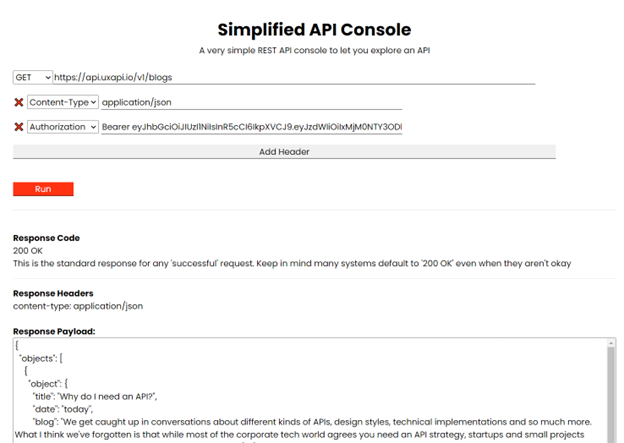 Simplified API Console
A very simple REST API console to let you explore an API
GET https://api.uxapi.io/v1/blogs
Content-Type application/json
Authorization Bearer eyJhbGciOiJIUzI1NiIsInR5cCI6IkpXVCJ9.eyJzdWIiOiIxMjM0NTY3ODl
Add Header
Run
Response Code
200 OK
This is the standard response for any 'successful' request. Keep in mind many systems default to '200 OK' even when they aren't okay
Response Headers
content-type: application/json
Response Payload:
{
"objects": [
{
"object": {
"title": "Why do I need an API?",
"date": "today",
"blog": "We get caught up in conversations about different kinds of APIs, design styles, technical implementations and so much more.
What I think we've forgotten is that while most of the corporate tech world agrees you need an API strategy, startups and small projects